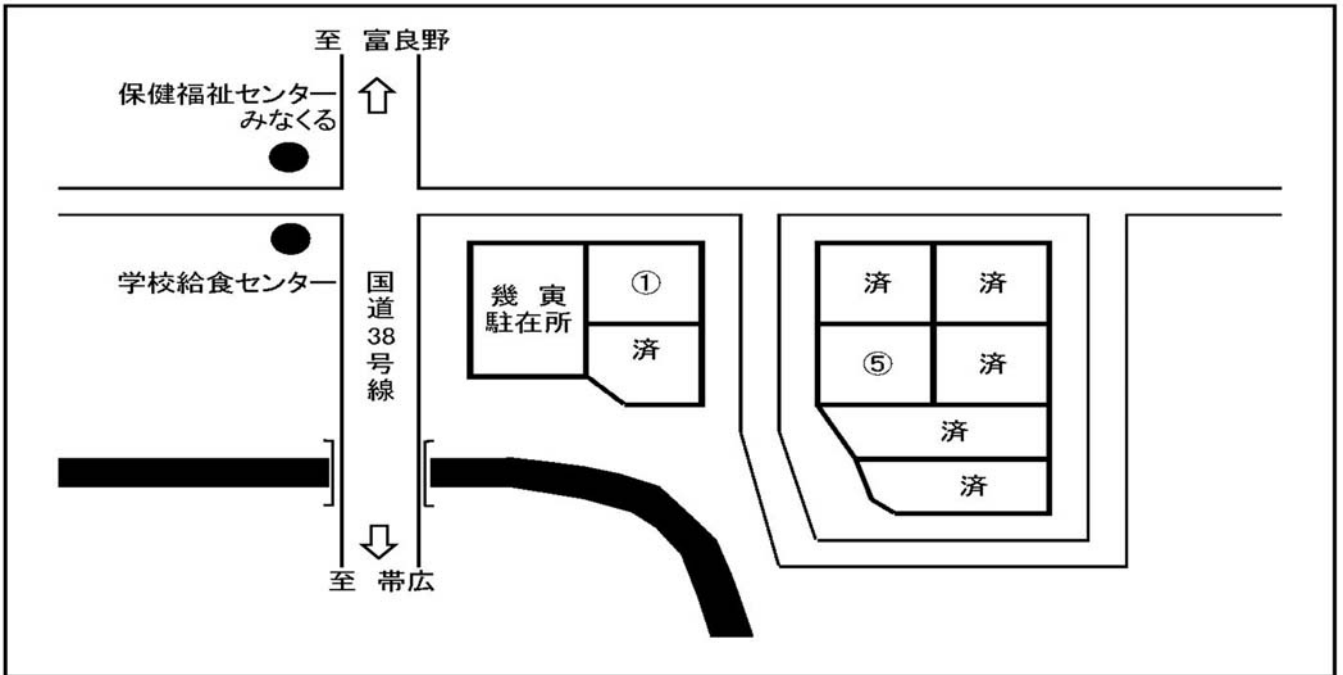 至 富良野
保健福祉センター
みなくる
学校給食センター
国道38号線
幾寅
駐在所
①
済
済
済
⑤
済
済
済
至 帯広